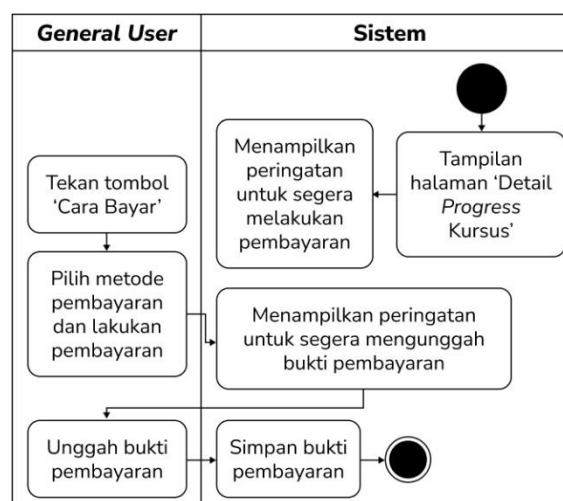 General User
Sistem
Tampilan
halaman ‘Detail
Progress
Kursus’
Menampilkan
peringatan
untuk segera
melakukan
pembayaran
Tekan tombol
‘Cara Bayar’
Pilih metode
pembayaran
dan lakukan
pembayaran
Menampilkan peringatan
untuk segera mengunggah
bukti pembayaran
Unggah bukti
pembayaran
Simpan bukti
pembayaran